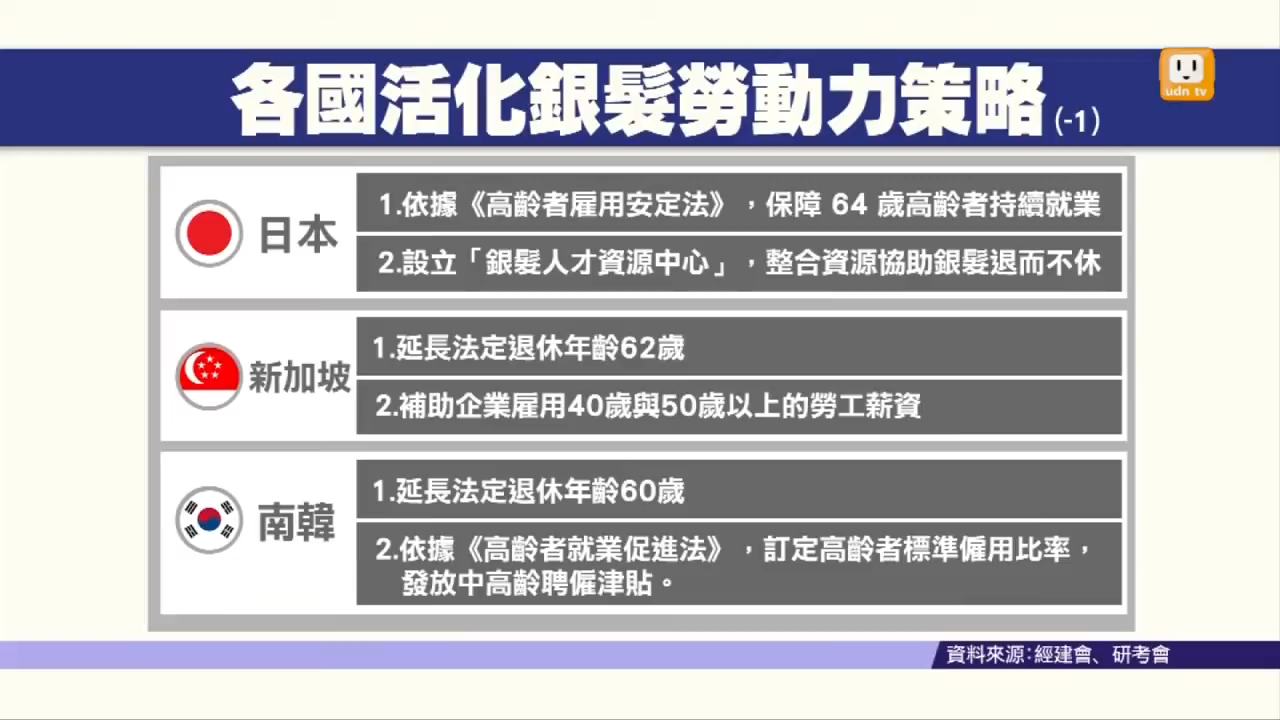 各國活化銀髮勞動力策略(-1)
udn tv
日本
1.依據《高齡者雇用安定法》，保障 64 歲高齡者持續就業
2.設立「銀髮人才資源中心」，整合資源協助銀髮退而不休
新加坡
1.延長法定退休年齡62歲
2.補助企業雇用40歲與50歲以上的勞工薪資
南韓
1.延長法定退休年齡60歲
2.依據《高齡者就業促進法》，訂定高齡者標準僱用比率，
發放中高齡聘僱津貼。
資料來源:經建會、研考會